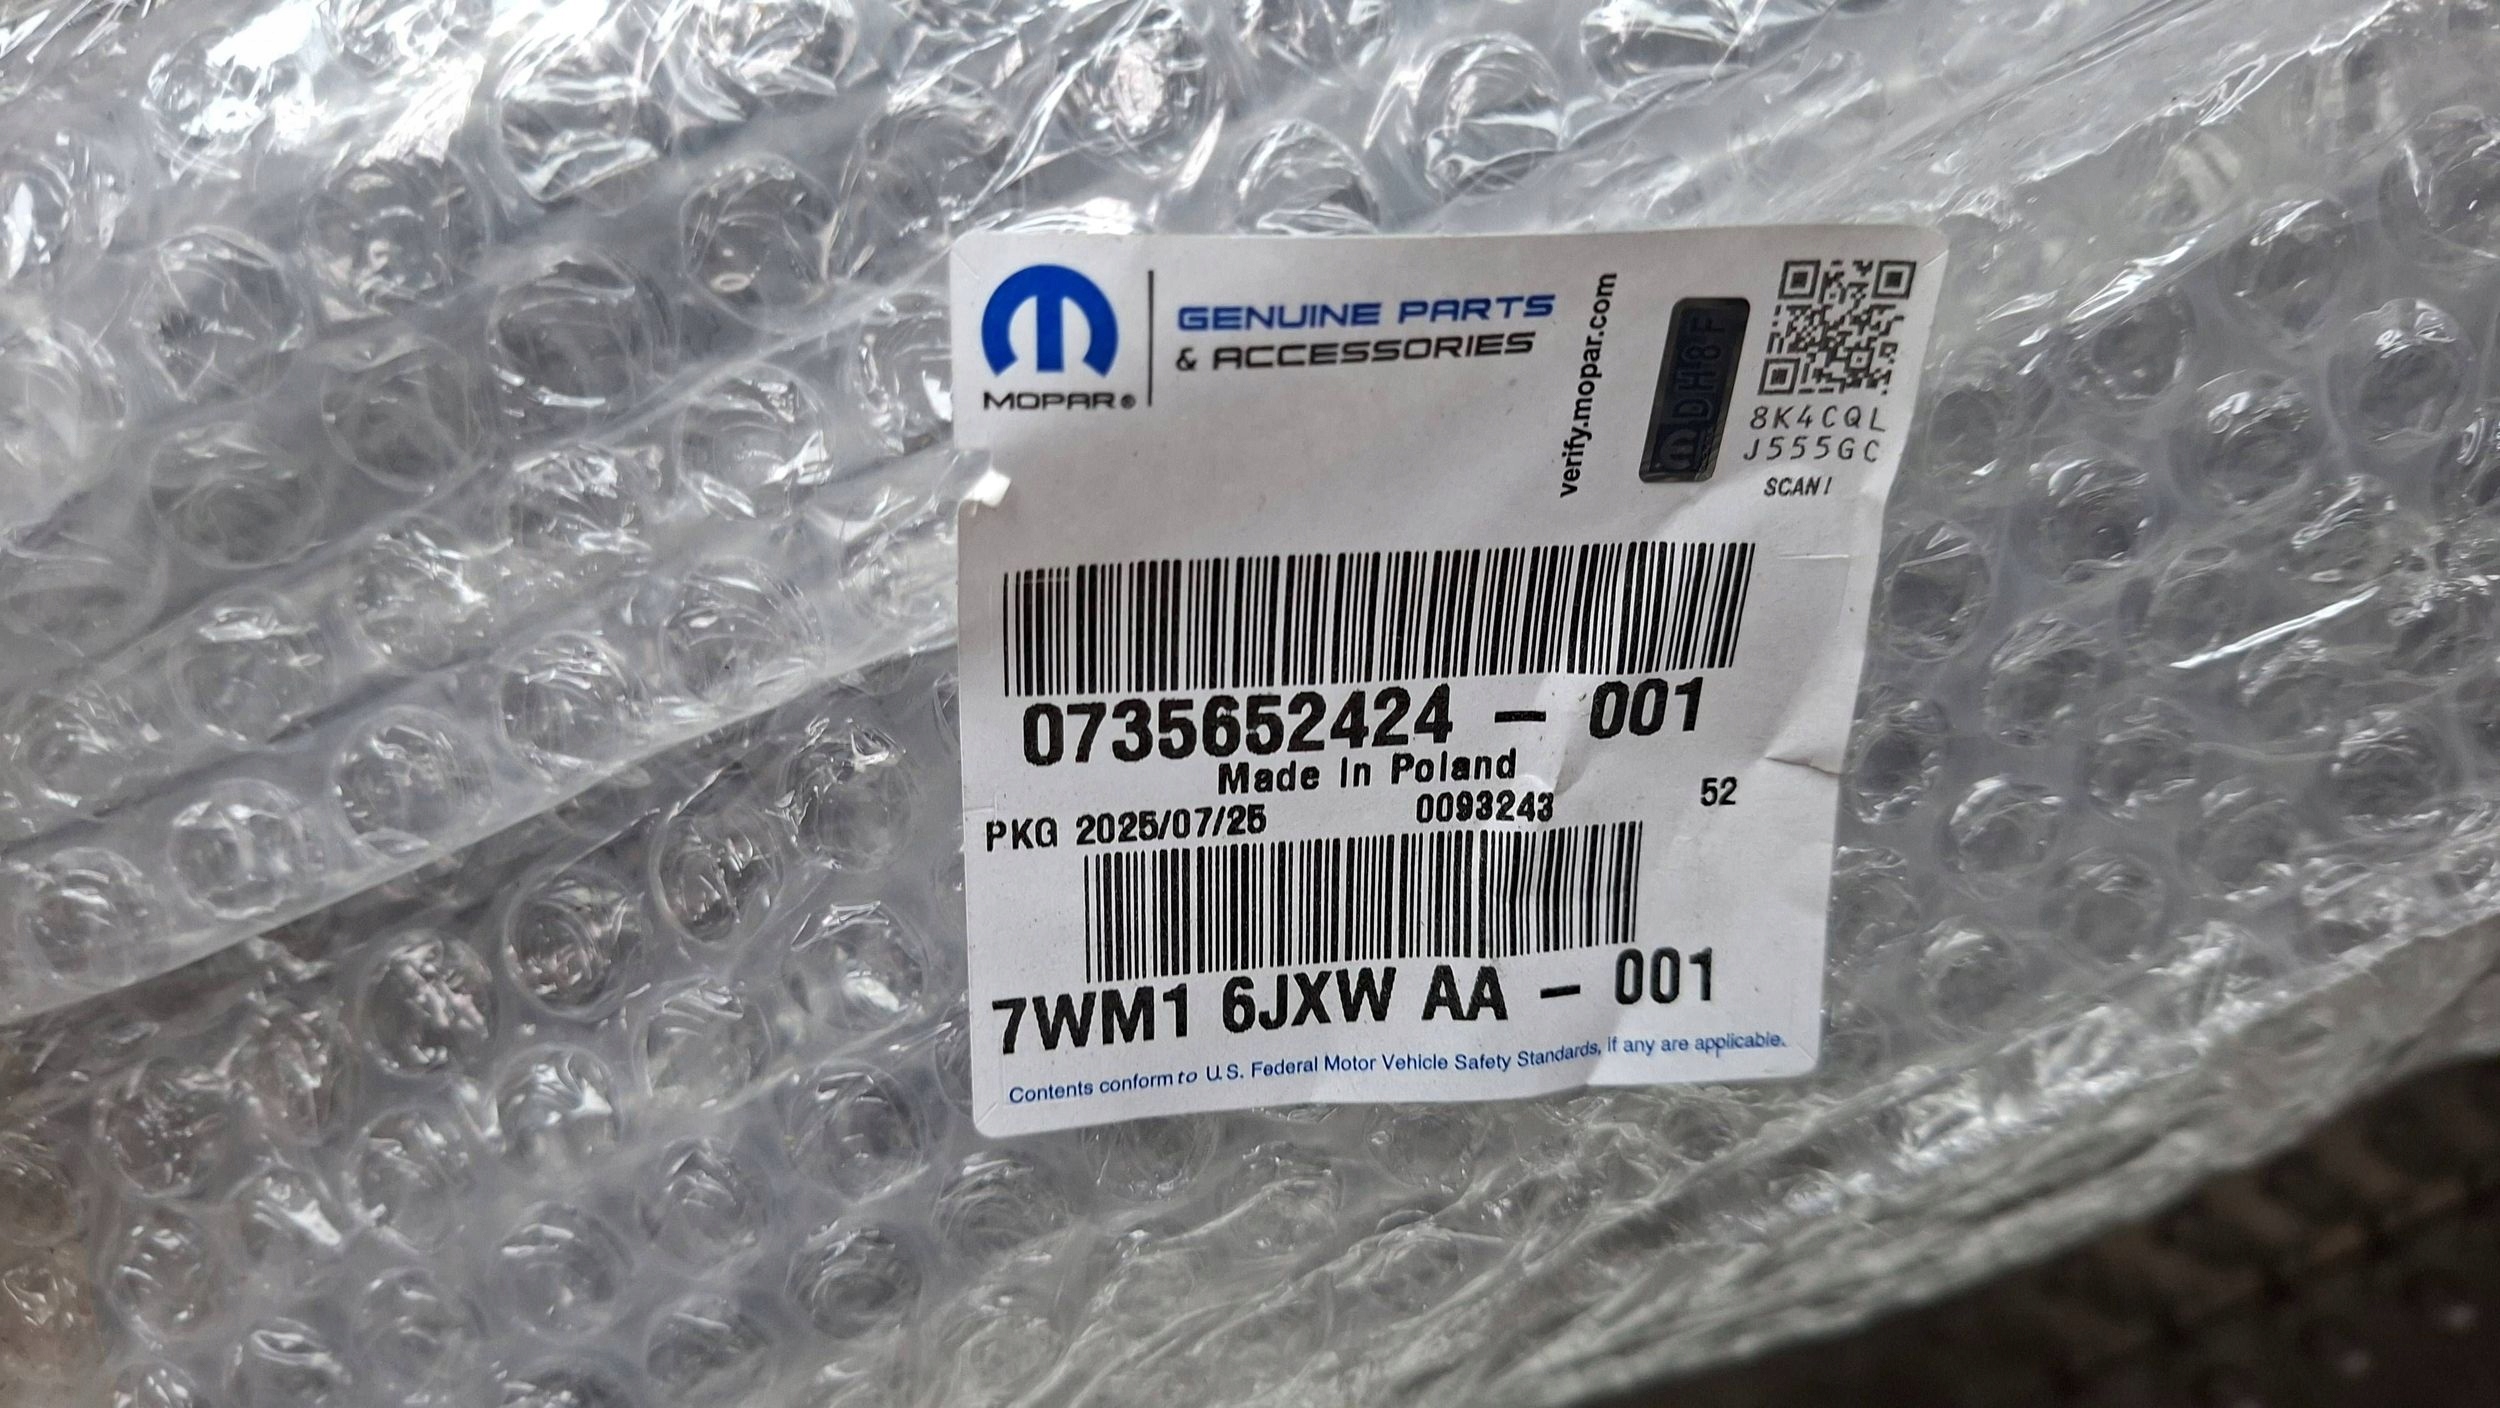 MOPAR®
GENUINE PARTS
& ACCESSORIES
verify.mopar.com
DH8F
8K4CQL
J555GC
SCAN!
0735652424 – 001
Made In Poland
PKG 2025/07/25 0093243 52
7WM1 6JXW AA – 001
Contents conform to U.S. Federal Motor Vehicle Safety Standards, if any are applicable.